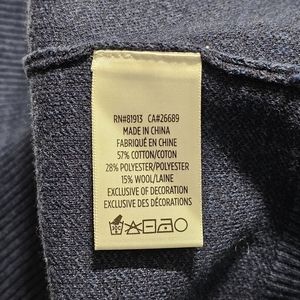 RN#81913 CA#26689
MADE IN CHINA
FABRIQUÉ EN CHINE
57% COTTON/COTON
28% POLYESTER/POLYESTER
15% WOOL/LAINE
EXCLUSIVE OF DECORATION
EXCLUSIVE DES DÉCORATIONS